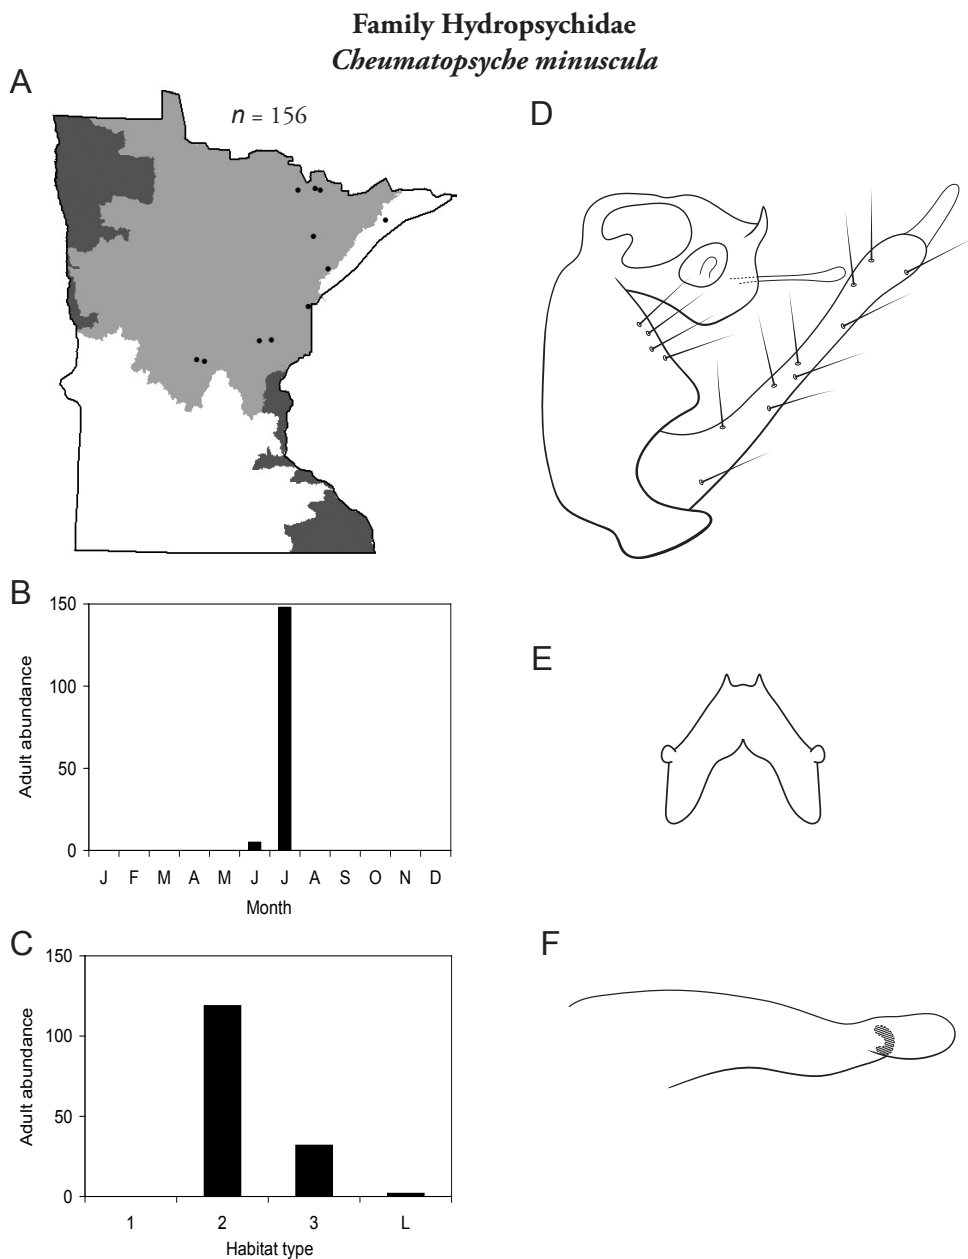 Family Hydropsychidae
Cheumatopsyche minuscula
A
n = 156
D
B
150
100
50
0
Adult abundance
J F M A M J J A S O N D
Month
E
C
150
100
50
0
Adult abundance
1 2 3 L
Habitat type
F